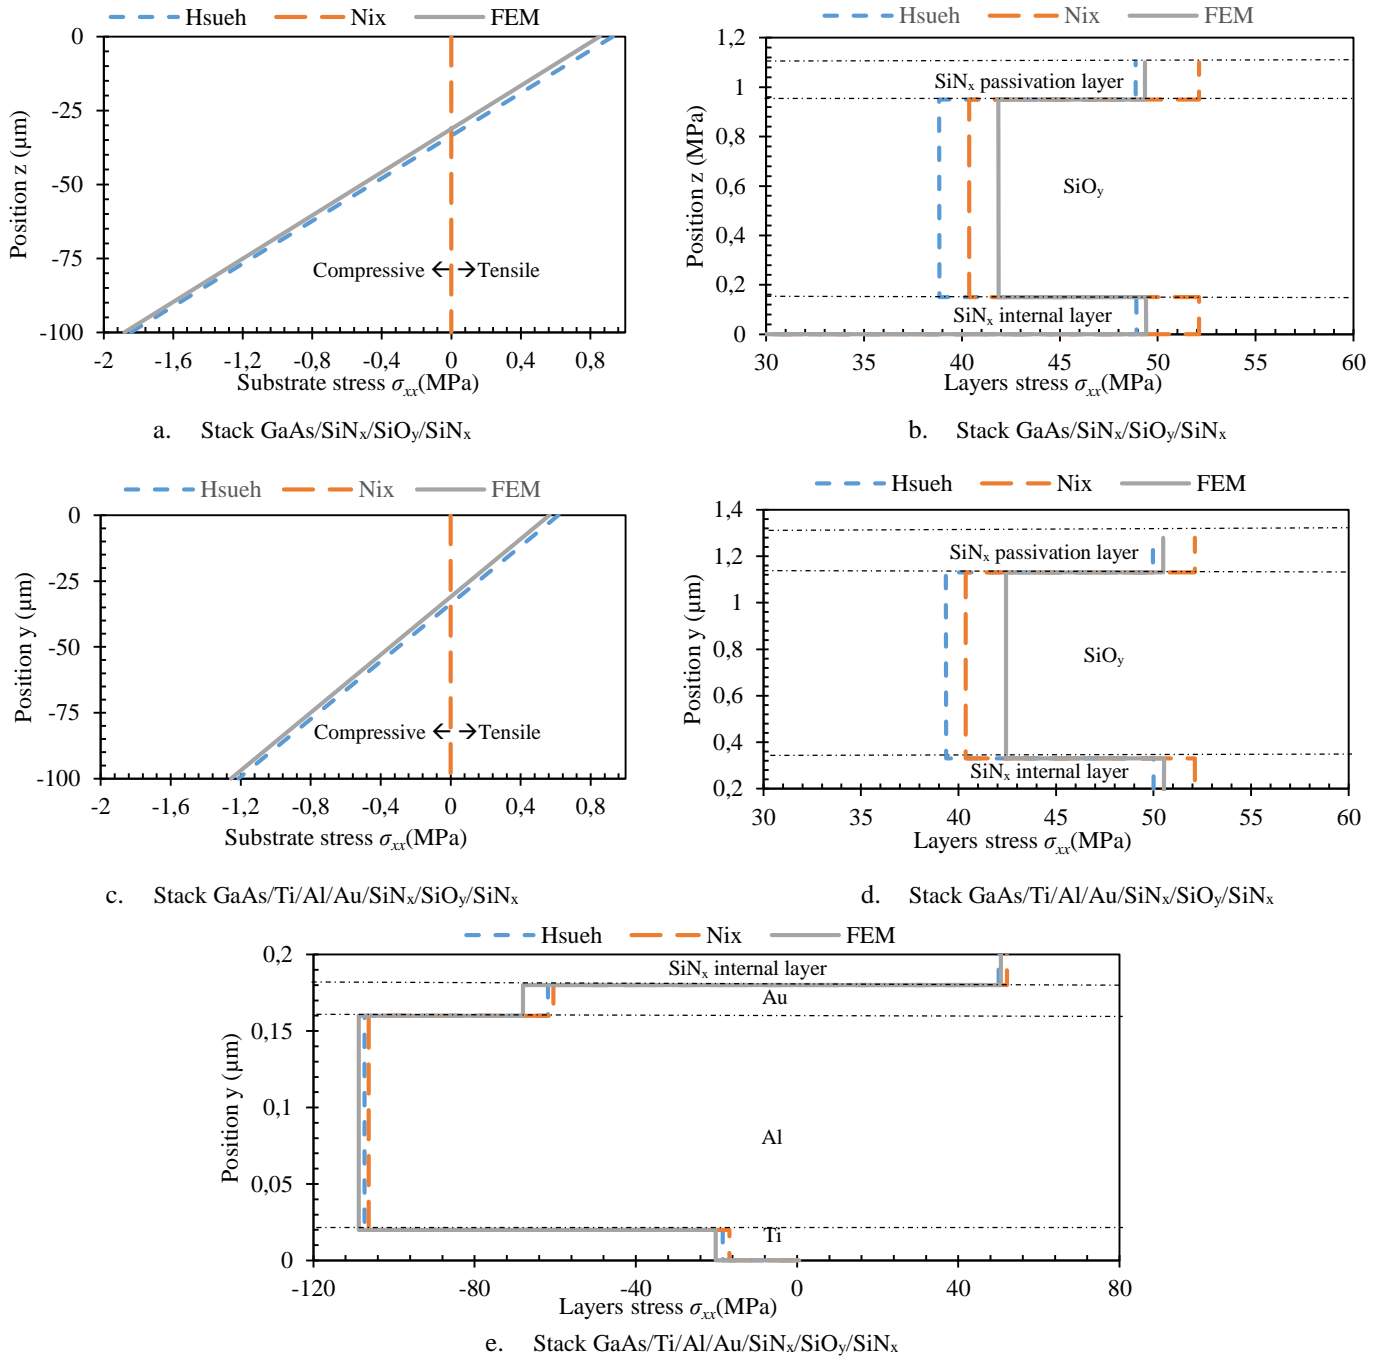 Hsueh Nix FEM
0
-25
-50
-75
-100
Position z (µm)
Compressive ←→ Tensile
-2 -1,6 -1,2 -0,8 -0,4 0 0,4 0,8
Substrate stress σxx(MPa)
a. Stack GaAs/SiNx/SiOy/SiNx
Hsueh Nix FEM
1,2
1
0,8
0,6
0,4
0,2
0
Position z (MPa)
SiNx passivation layer
SiOy
SiNx internal layer
30 35 40 45 50 55 60
Layers stress σxx(MPa)
b. Stack GaAs/SiNx/SiOy/SiNx
Hsueh Nix FEM
0
-25
-50
-75
-100
Position y (µm)
Compressive ←→ Tensile
-2 -1,6 -1,2 -0,8 -0,4 0 0,4 0,8
Substrate stress σxx(MPa)
c. Stack GaAs/Ti/Al/Au/SiNx/SiOy/SiNx
Hsueh Nix FEM
1,4
1,2
1
0,8
0,6
0,4
0,2
Position y (µm)
SiNx passivation layer
SiOy
SiNx internal layer
30 35 40 45 50 55 60
Layers stress σxx(MPa)
d. Stack GaAs/Ti/Al/Au/SiNx/SiOy/SiNx
Hsueh Nix FEM
0,2
0,15
0,1
0,05
0
Position y (µm)
SiNx internal layer
Au
Al
Ti
-120 -80 -40 0 40 80
Layers stress σxx(MPa)
e. Stack GaAs/Ti/Al/Au/SiNx/SiOy/SiNx